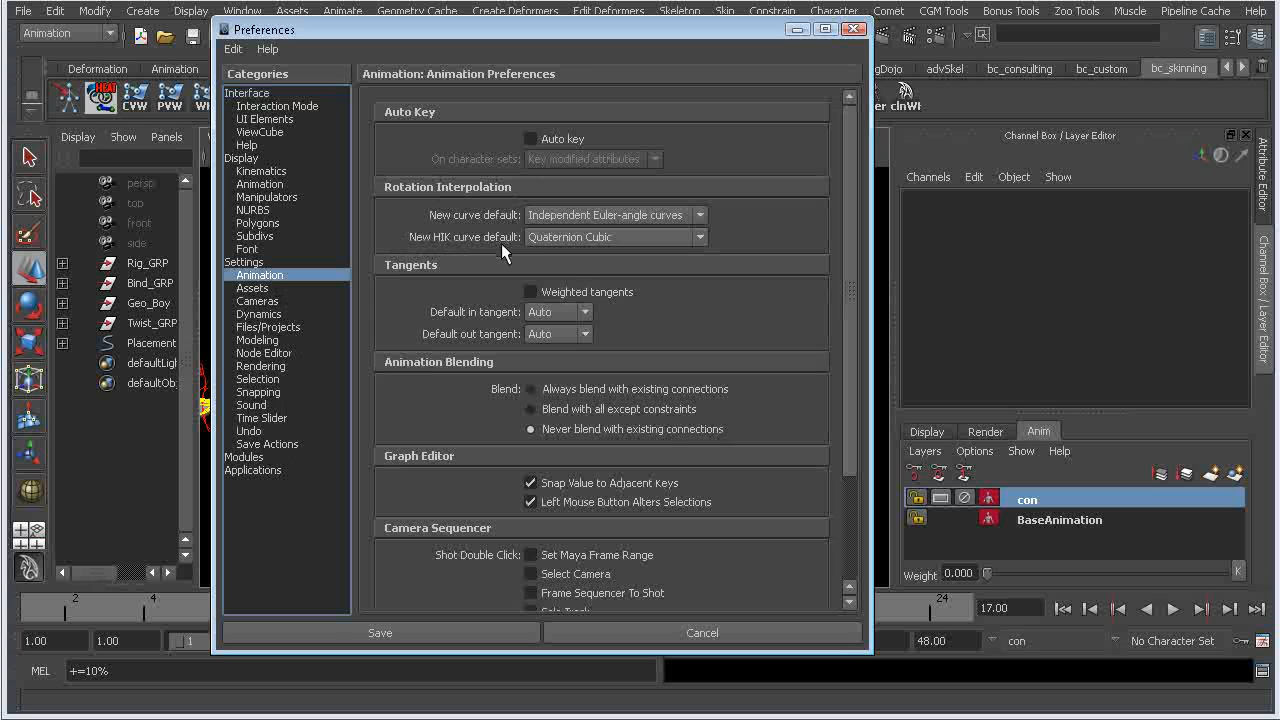 File Edit Modify Create Display Window Assets Animate Geometry Cache Create Deformers Edit Deformers Skeleton Skin Constrain Character Comet CGM Tools Bonus Tools Zoo Tools Muscle Pipeline Cache Help
Preferences
Animation
Edit Help
Deformation Animation
advSkel bc_consulting bc_custom bc_skinning
Categories
Animation: Animation Preferences
HEAT CVW PVW
clnWh
Interface
Interaction Mode
UI Elements
ViewCube
Help
Display
Kinematics
Animation
Manipulators
NURBS
Polygons
Subdivs
Font
Settings
Animation
Assets
Cameras
Dynamics
Files/Projects
Modeling
Node Editor
Rendering
Selection
Snapping
Sound
Time Slider
Undo
Save Actions
Modules
Applications
Auto Key
Auto key
On character sets: Key modified attributes
Rotation Interpolation
New curve default: Independent Euler-angle curves
New HIK curve default: Quaternion Cubic
Tangents
Weighted tangents
Default in tangent: Auto
Default out tangent: Auto
Animation Blending
Blend: Always blend with existing connections
Blend with all except constraints
Never blend with existing connections
Graph Editor
Snap Value to Adjacent Keys
Left Mouse Button Alters Selections
Camera Sequencer
Shot Double Click: Set Maya Frame Range
Select Camera
Frame Sequencer To Shot
Save Cancel
Display Show Panels
persp
top
front
side
Rig_GRP
Bind_GRP
Geo_Boy
Twist_GRP
Placement
defaultLig
defaultOb
Channel Box / Layer Editor
Channels Edit Object Show
Attribute Editor
Channel Box / Layer Editor
Display Render Anim
Layers Options Show Help
con
BaseAnimation
Weight 0.000 K
2 4 24 17.00
1.00 1.00 1 48.00 con No Character Set
MEL +=10%